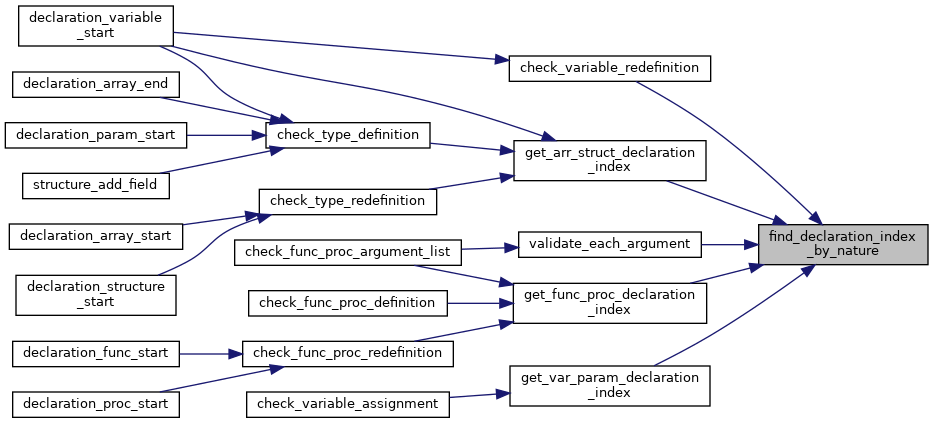 declaration_variable
_start
declaration_array_end
declaration_param_start
structure_add_field
declaration_array_start
declaration_structure
_start
declaration_func_start
declaration_proc_start
check_type_definition
check_type_redefinition
check_func_proc_argument_list
check_func_proc_definition
check_func_proc_redefinition
check_variable_assignment
check_variable_redefinition
get_arr_struct_declaration
_index
validate_each_argument
get_func_proc_declaration
_index
get_var_param_declaration
_index
find_declaration_index
_by_nature